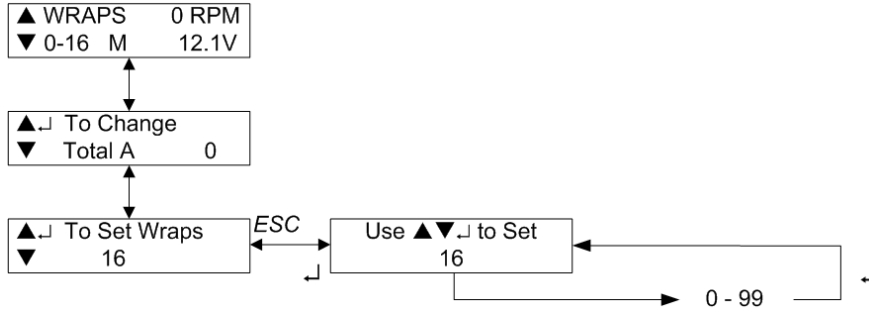 ▲ WRAPS 0 RPM
▼ 0-16 M 12.1V
▲↵ To Change
▼ Total A 0
▲↵ To Set Wraps
▼ 16
ESC
↵
Use ▲▼↵ to Set
16
0 - 99